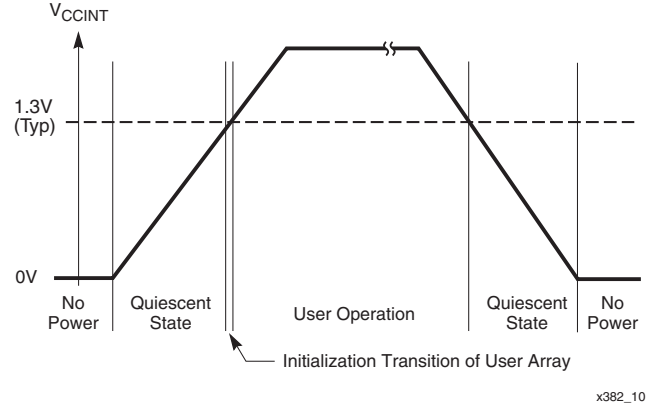 VCCINT
1.3V
(Typ)
0V
No
Power
Quiescent
State
User Operation
Quiescent
State
No
Power
Initialization Transition of User Array
x382_10